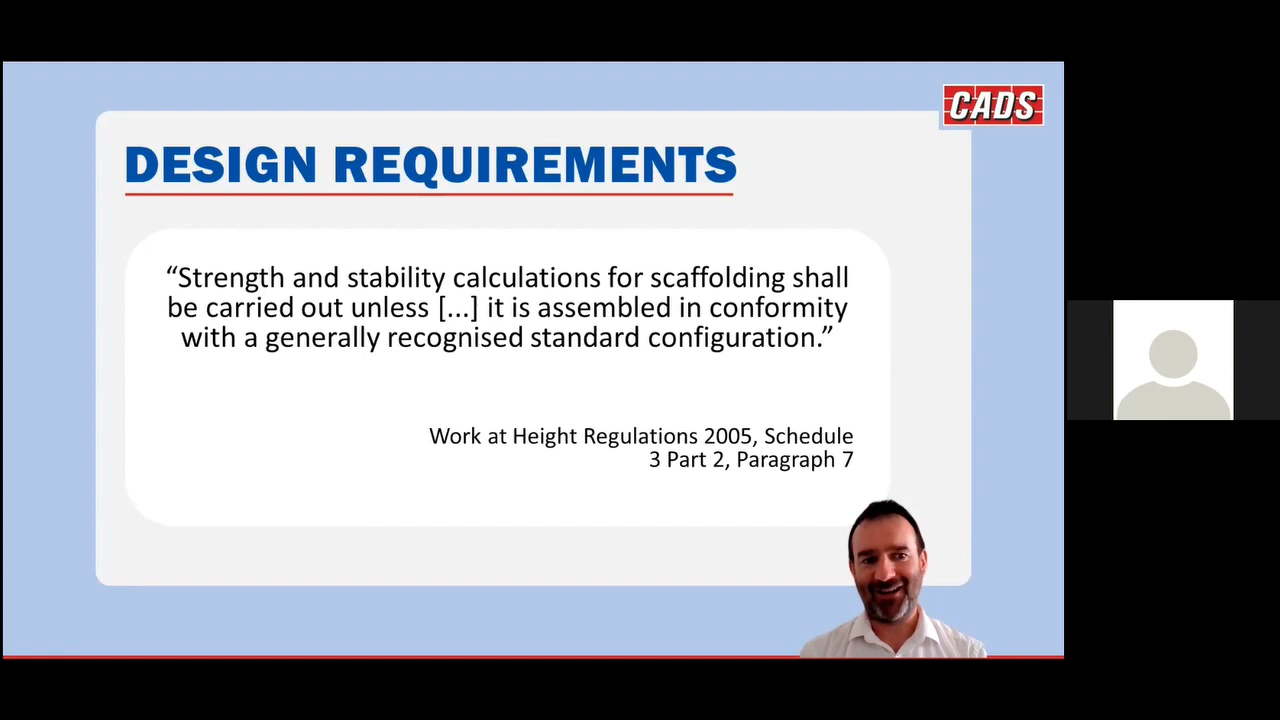 CADS
DESIGN REQUIREMENTS
“Strength and stability calculations for scaffolding shall
be carried out unless [...] it is assembled in conformity
with a generally recognised standard configuration.”
Work at Height Regulations 2005, Schedule
3 Part 2, Paragraph 7